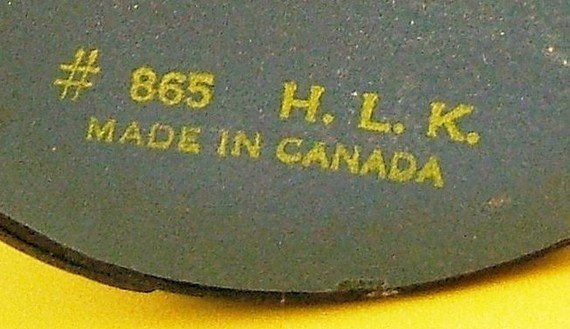 # 865 H. L. K.
MADE IN CANADA